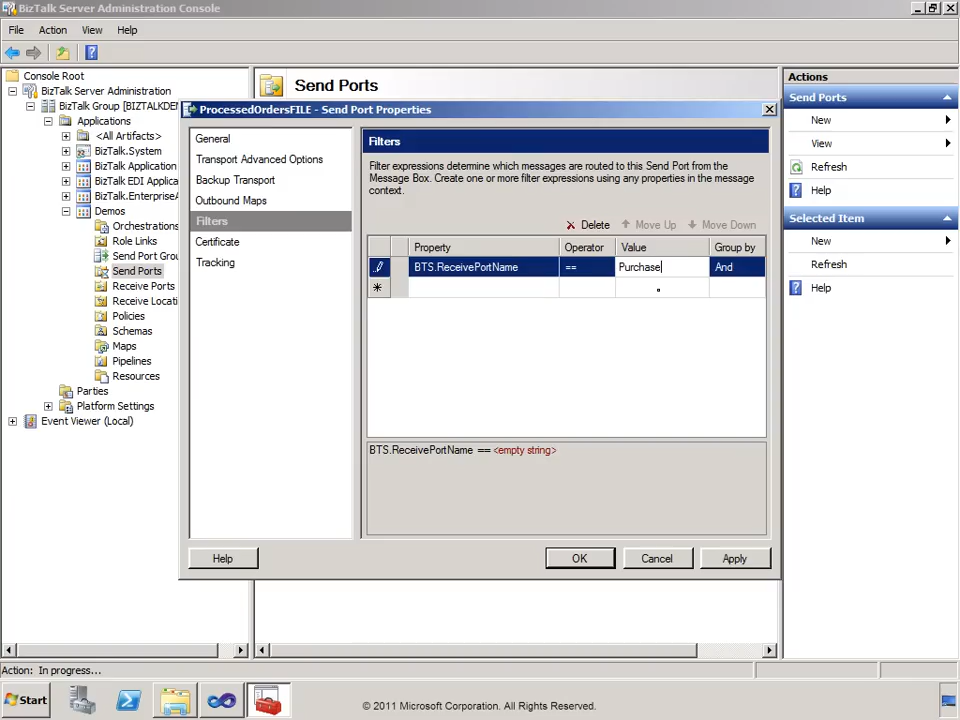 BizTalk Server Administration Console
File Action View Help
Console Root
BizTalk Server Administration
BizTalk Group [BIZTALKDEM
Applications
<All Artifacts>
BizTalk.System
BizTalk Application
BizTalk EDI Applica
BizTalk.EnterpriseA
Demos
Orchestrations
Role Links
Send Port Grou
Send Ports
Receive Ports
Receive Locati
Policies
Schemas
Maps
Pipelines
Resources
Parties
Platform Settings
Event Viewer (Local)
Send Ports
ProcessedOrdersFILE - Send Port Properties
General
Transport Advanced Options
Backup Transport
Outbound Maps
Filters
Certificate
Tracking
Filters
Filter expressions determine which messages are routed to this Send Port from the
Message Box. Create one or more filter expressions using any properties in the message
context.
Delete Move Up Move Down
Property Operator Value Group by
BTS.ReceivePortName == Purchase And
BTS.ReceivePortName == <empty string>
Help OK Cancel Apply
Actions
Send Ports
New
View
Refresh
Help
Selected Item
New
Refresh
Help
Action: In progress...
Start
© 2011 Microsoft Corporation. All Rights Reserved.